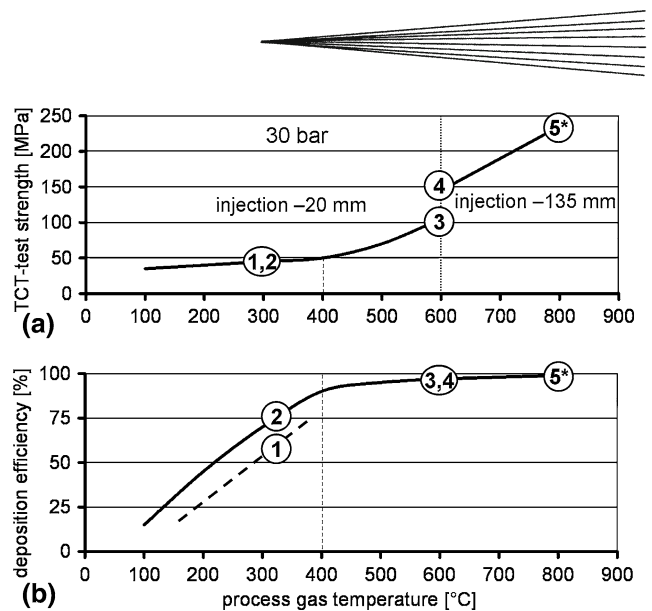 250
200
150
100
50
0
TCT-test strength [MPa]
30 bar
5*
4
injection –20 mm
injection –135 mm
3
1,2
(a)
0 100 200 300 400 500 600 700 800 900
100
75
50
25
0
deposition efficiency [%]
3,4
5*
2
1
0 100 200 300 400 500 600 700 800 900
(b)
process gas temperature [°C]